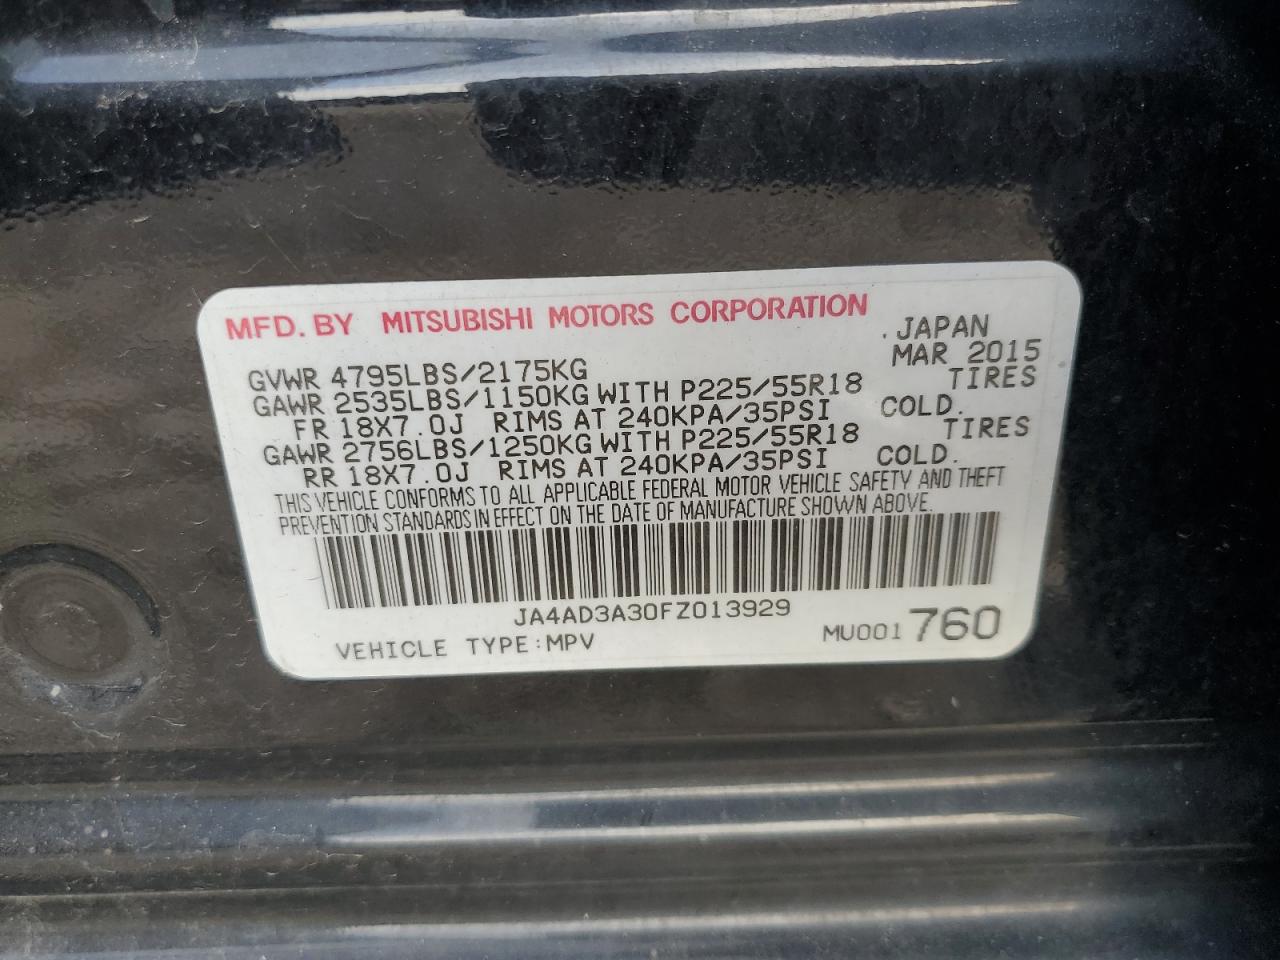 MFD. BY MITSUBISHI MOTORS CORPORATION
.JAPAN
MAR 2015
GVWR 4795LBS/2175KG
GAWR 2535LBS/1150KG WITH P225/55R18 TIRES
FR 18X7.0J RIMS AT 240KPA/35PSI COLD.
GAWR 2756LBS/1250KG WITH P225/55R18 TIRES
RR 18X7.0J RIMS AT 240KPA/35PSI COLD.
THIS VEHICLE CONFORMS TO ALL APPLICABLE FEDERAL MOTOR VEHICLE SAFETY AND THEFT
PREVENTION STANDARDS IN EFFECT ON THE DATE OF MANUFACTURE SHOWN ABOVE.
JA4AD3A30FZ013929
VEHICLE TYPE:MPV MU001760